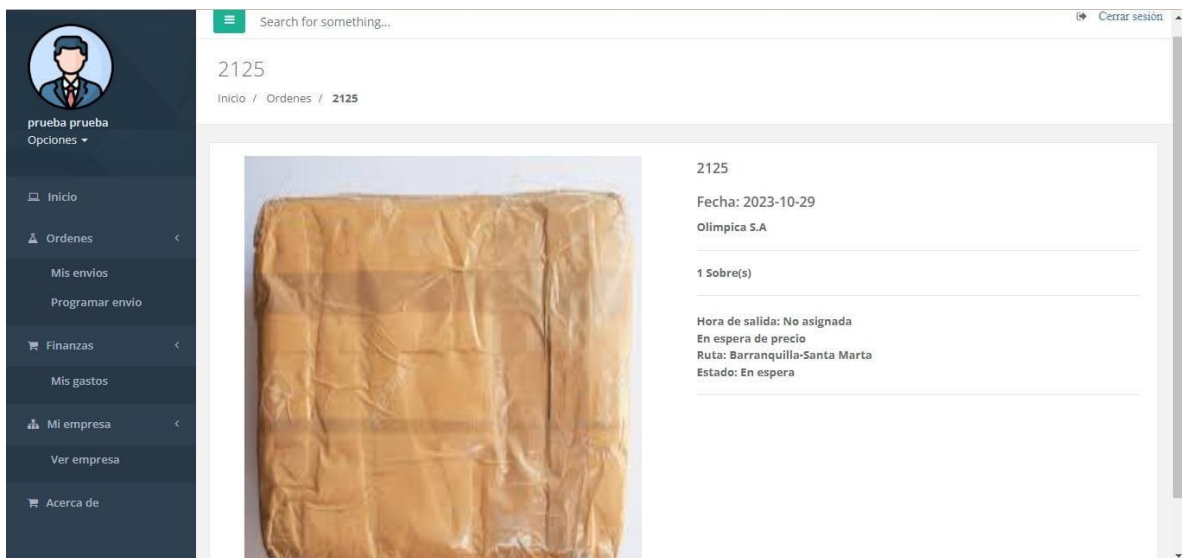 Search for something...
Cerrar sesión
2125
Inicio / Ordenes / 2125
prueba prueba
Opciones
Inicio
Ordenes
Mis envios
Programar envio
Finanzas
Mis gastos
Mi empresa
Ver empresa
Acerca de
2125
Fecha: 2023-10-29
Olimpica S.A
1 Sobre(s)
Hora de salida: No asignada
En espera de precio
Ruta: Barranquilla-Santa Marta
Estado: En espera